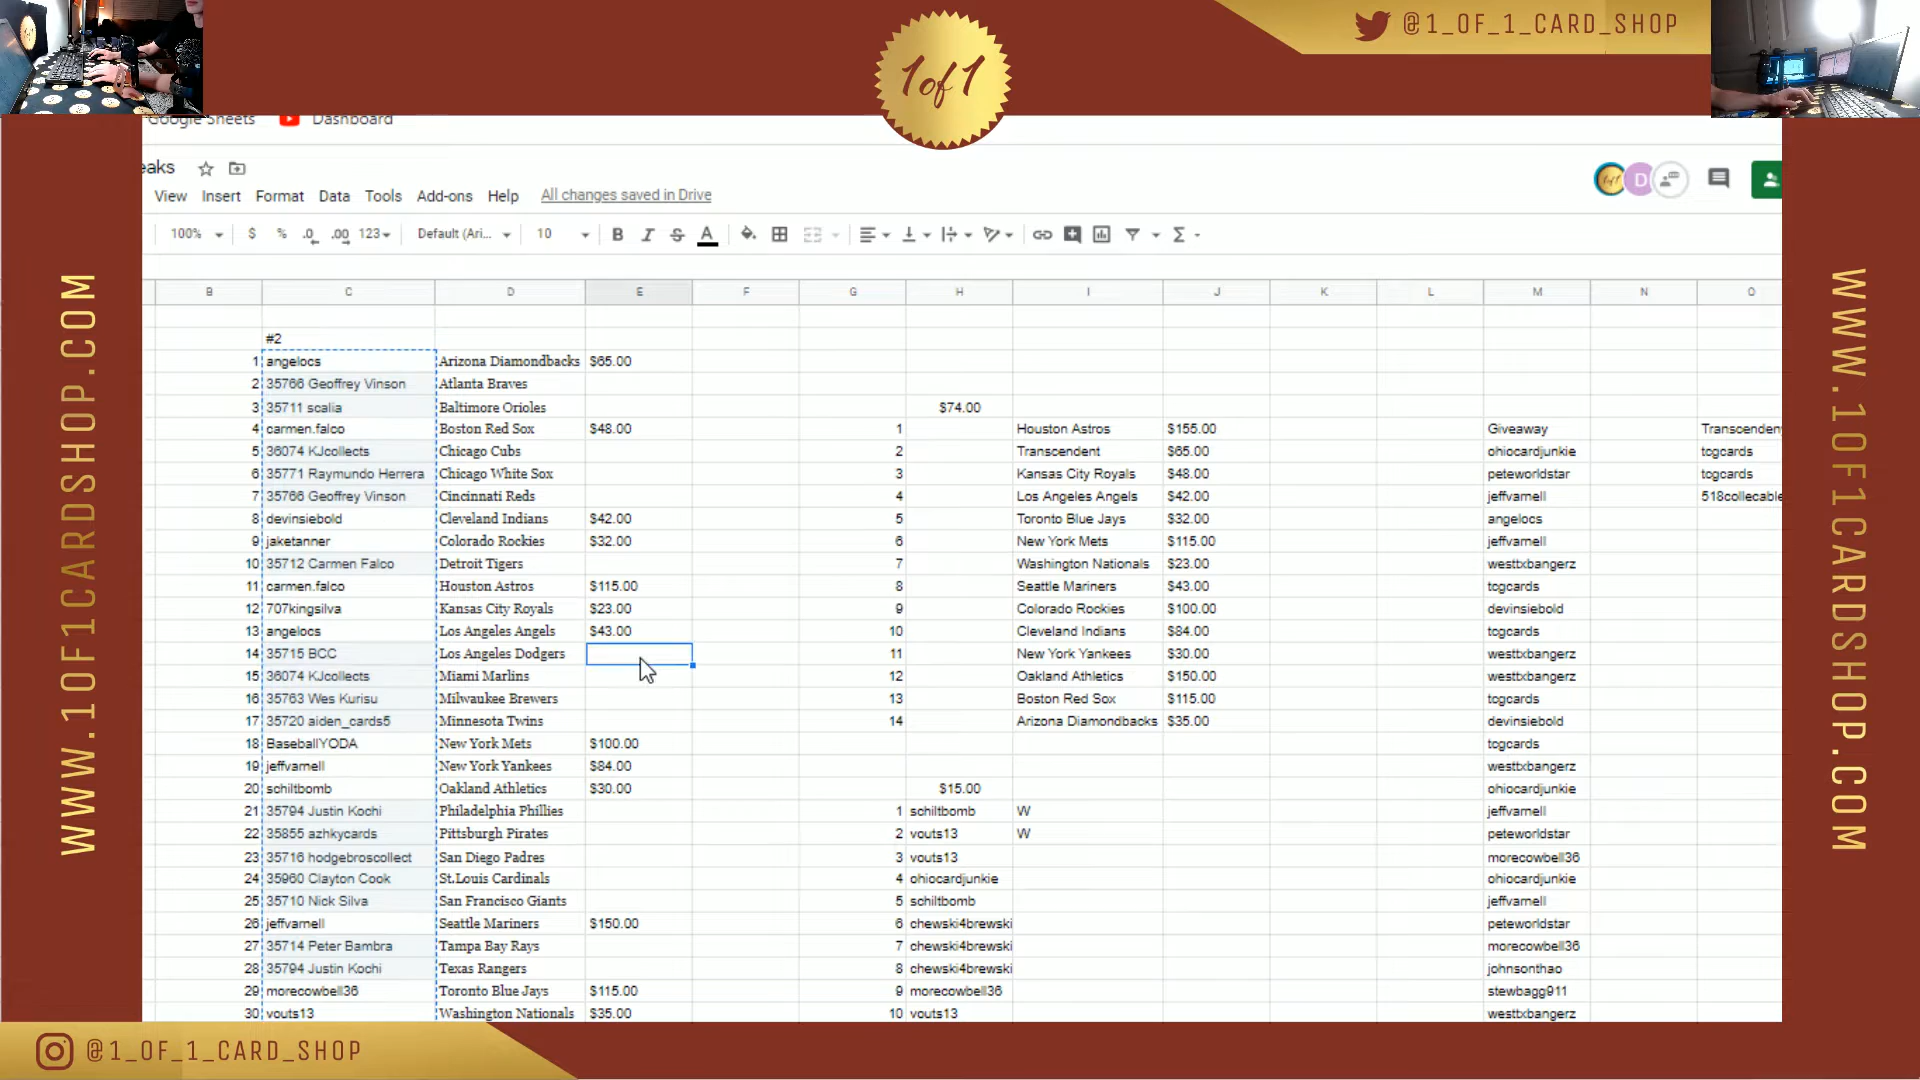 @1_OF_1_CARD_SHOP
1of1
Google Sheets Dashboard
eaks
View Insert Format Data Tools Add-ons Help All changes saved in Drive
D
100% $ % .0 .00 123 Default (Ari... 10 B I S A
B C D E F G H I J K L M N O
#2
1 angelocs Arizona Diamondbacks $65.00
2 35766 Geoffrey Vinson Atlanta Braves
3 35711 scalia Baltimore Orioles $74.00
4 carmen.falco Boston Red Sox $48.00 1 Houston Astros $155.00 Giveaway Transcendent
5 36074 KJcollects Chicago Cubs 2 Transcendent $65.00 ohiocardjunkie tcgcards
6 35771 Raymundo Herrera Chicago White Sox 3 Kansas City Royals $48.00 peteworldstar tcgcards
7 35766 Geoffrey Vinson Cincinnati Reds 4 Los Angeles Angels $42.00 jeffvarnell 518collecable
8 devinsiebold Cleveland Indians $42.00 5 Toronto Blue Jays $32.00 angelocs
9 jaketanner Colorado Rockies $32.00 6 New York Mets $115.00 jeffvarnell
10 35712 Carmen Falco Detroit Tigers 7 Washington Nationals $23.00 westtxbangerz
11 carmen.falco Houston Astros $115.00 8 Seattle Mariners $43.00 tcgcards
12 707kingsilva Kansas City Royals $23.00 9 Colorado Rockies $100.00 devinsiebold
13 angelocs Los Angeles Angels $43.00 10 Cleveland Indians $84.00 tcgcards
14 35715 BCC Los Angeles Dodgers 11 New York Yankees $30.00 westtxbangerz
15 36074 KJcollects Miami Marlins 12 Oakland Athletics $150.00 westtxbangerz
16 35763 Wes Kurisu Milwaukee Brewers 13 Boston Red Sox $115.00 tcgcards
17 35720 aiden_cards5 Minnesota Twins 14 Arizona Diamondbacks $35.00 devinsiebold
18 BaseballYODA New York Mets $100.00 tcgcards
19 jeffvarnell New York Yankees $84.00 westtxbangerz
20 schiltbomb Oakland Athletics $30.00 $15.00 ohiocardjunkie
21 35794 Justin Kochi Philadelphia Phillies 1 schiltbomb W jeffvarnell
22 35855 azhkycards Pittsburgh Pirates 2 vouts13 W peteworldstar
23 35716 hodgebroscollect San Diego Padres 3 vouts13 morecowbell36
24 35960 Clayton Cook St.Louis Cardinals 4 ohiocardjunkie ohiocardjunkie
25 35710 Nick Silva San Francisco Giants 5 schiltbomb jeffvarnell
26 jeffvarnell Seattle Mariners $150.00 6 chewski4brewski peteworldstar
27 35714 Peter Bambra Tampa Bay Rays 7 chewski4brewski morecowbell36
28 35794 Justin Kochi Texas Rangers 8 chewski4brewski johnsonthao
29 morecowbell36 Toronto Blue Jays $115.00 9 morecowbell36 stewbagg911
30 vouts13 Washington Nationals $35.00 10 vouts13 westtxbangerz
WWW.1OF1CARDSHOP.COM
WWW.1OF1CARDSHOP.COM
@1_OF_1_CARD_SHOP